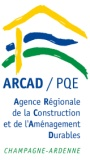 ARCAD / PQE
Agence Régionale
de la Construction
et de l'Aménagement
Durables
CHAMPAGNE-ARDENNE